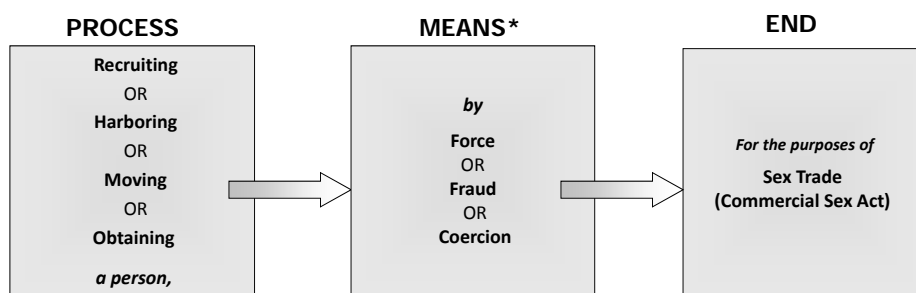 PROCESS
Recruiting
OR
Harboring
OR
Moving
OR
Obtaining
a person,
MEANS*
by
Force
OR
Fraud
OR
Coercion
END
For the purposes of
Sex Trade
(Commercial Sex Act)